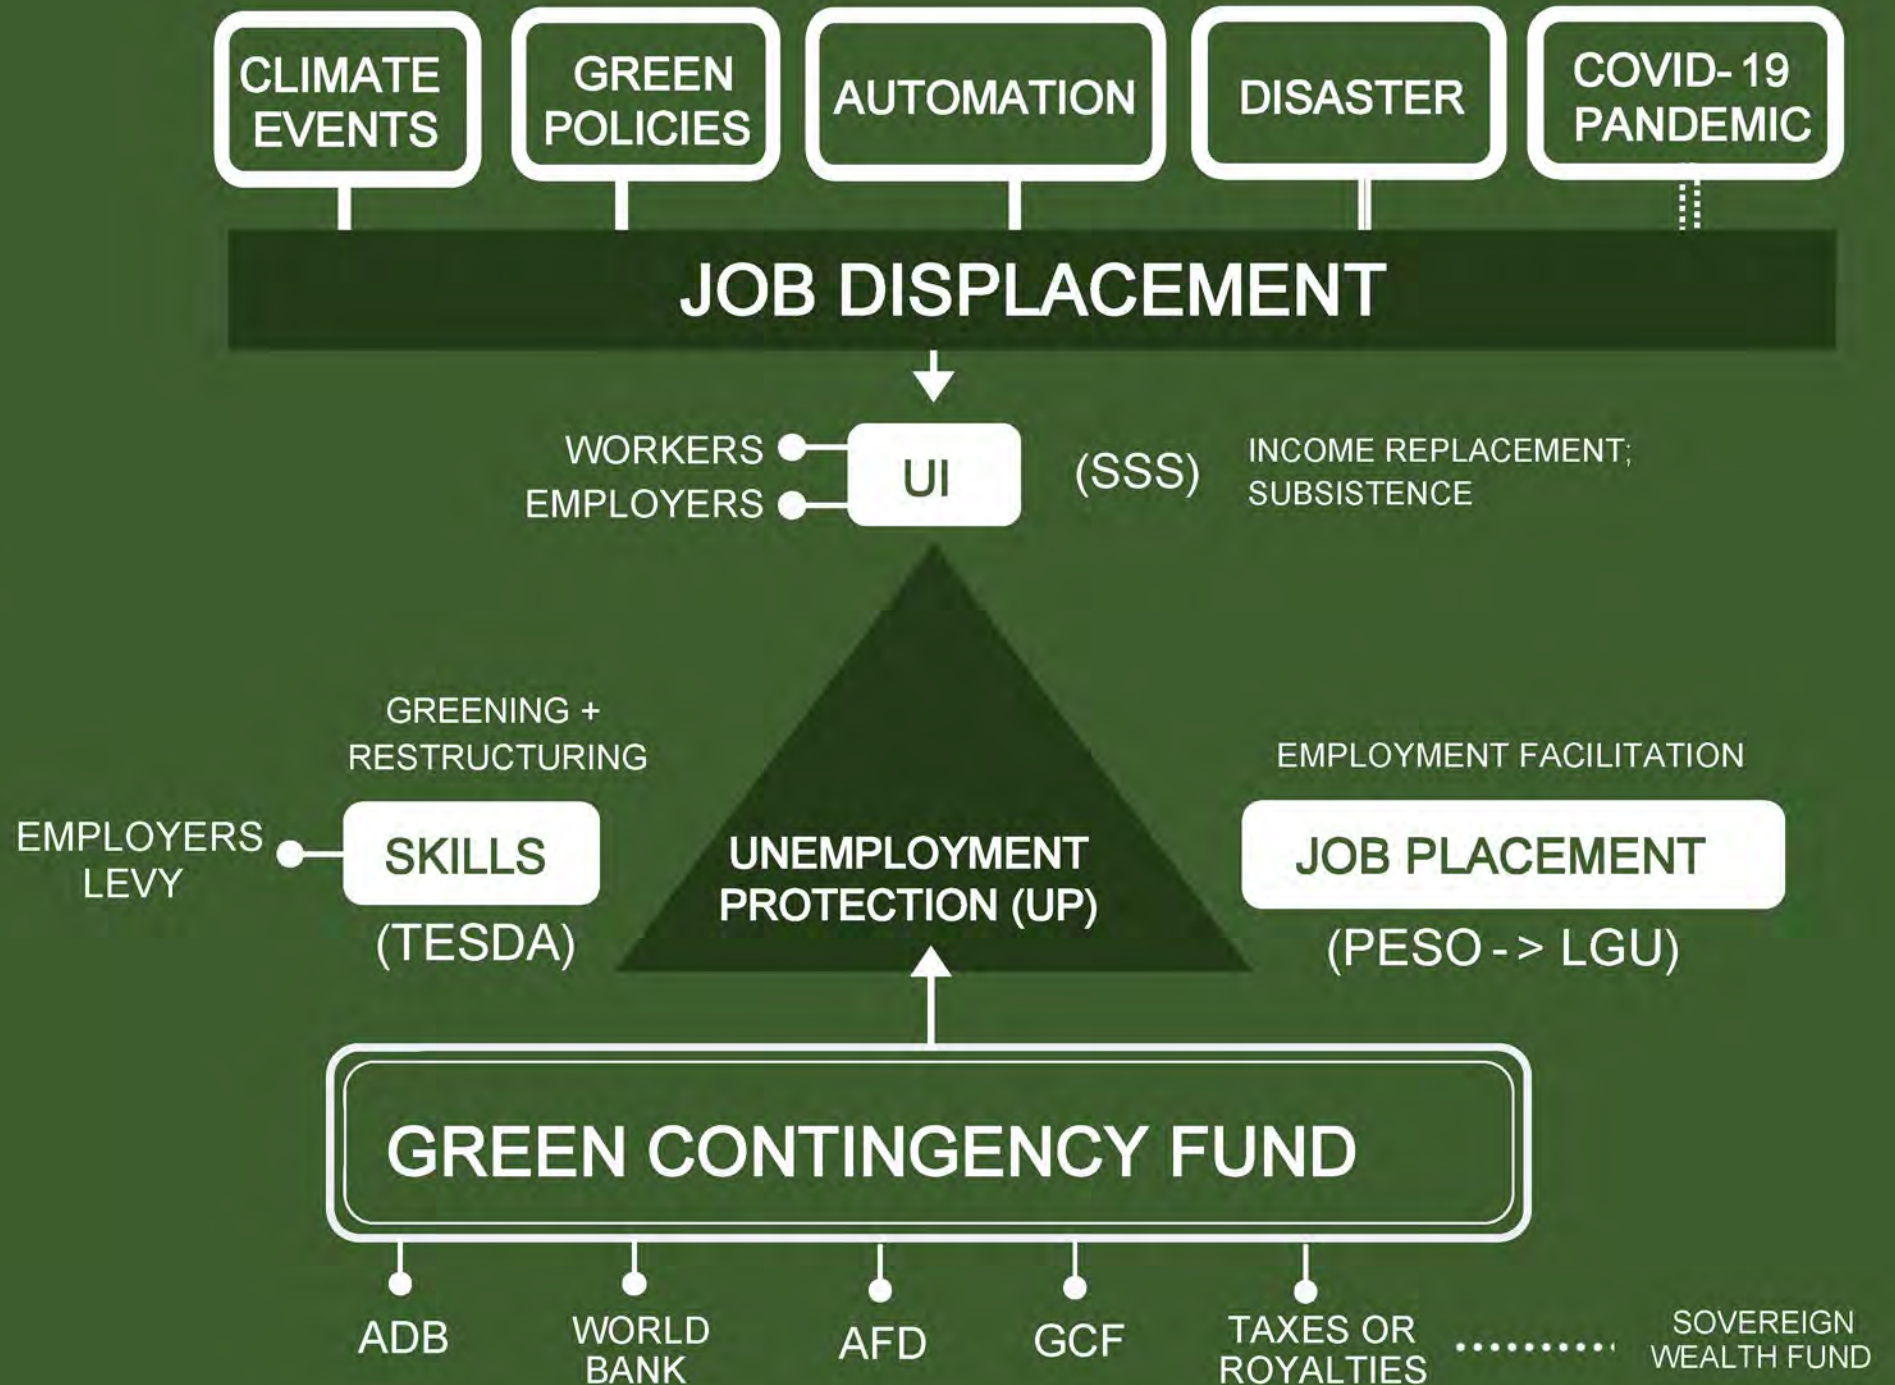 CLIMATE
EVENTS
GREEN
POLICIES
AUTOMATION
DISASTER
COVID-19
PANDEMIC
JOB DISPLACEMENT
WORKERS
EMPLOYERS
UI
(SSS)
INCOME REPLACEMENT;
SUBSISTENCE
GREENING +
RESTRUCTURING
EMPLOYERS
LEVY
SKILLS
(TESDA)
UNEMPLOYMENT
PROTECTION (UP)
EMPLOYMENT FACILITATION
JOB PLACEMENT
(PESO - > LGU)
GREEN CONTINGENCY FUND
ADB
WORLD
BANK
AFD
GCF
TAXES OR
ROYALTIES
SOVEREIGN
WEALTH FUND